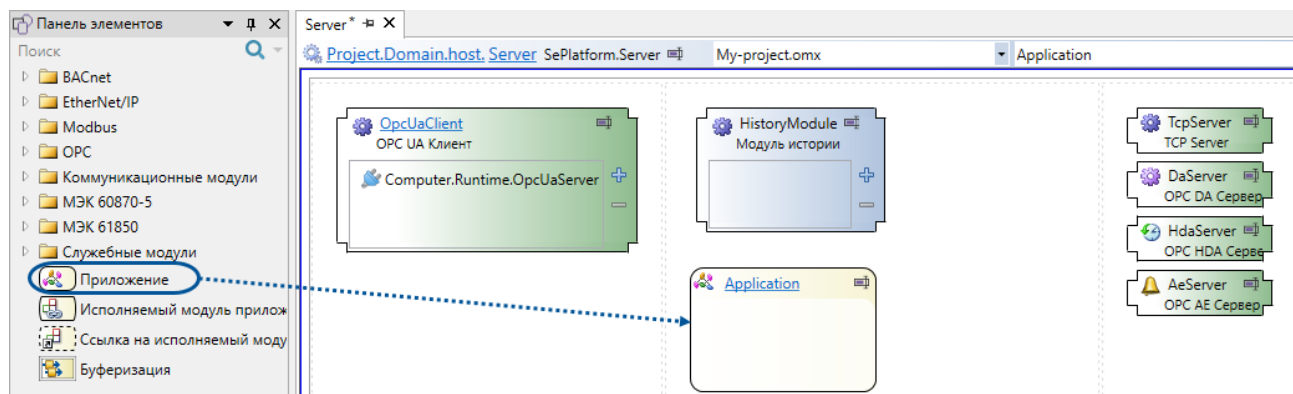 Панель элементов
Поиск
BACnet
EtherNet/IP
Modbus
OPC
Коммуникационные модули
МЭК 60870-5
МЭК 61850
Служебные модули
Приложение
Исполняемый модуль прилож
Ссылка на исполняемый моду
Буферизация
Server*
Project.Domain.host. Server SePlatform.Server My-project.omx Application
OpcUaClient
OPC UA Клиент
Computer.Runtime.OpcUaServer
HistoryModule
Модуль истории
Application
TcpServer
TCP Server
DaServer
OPC DA Сервер
HdaServer
OPC HDA Серве
AeServer
OPC AE Сервер